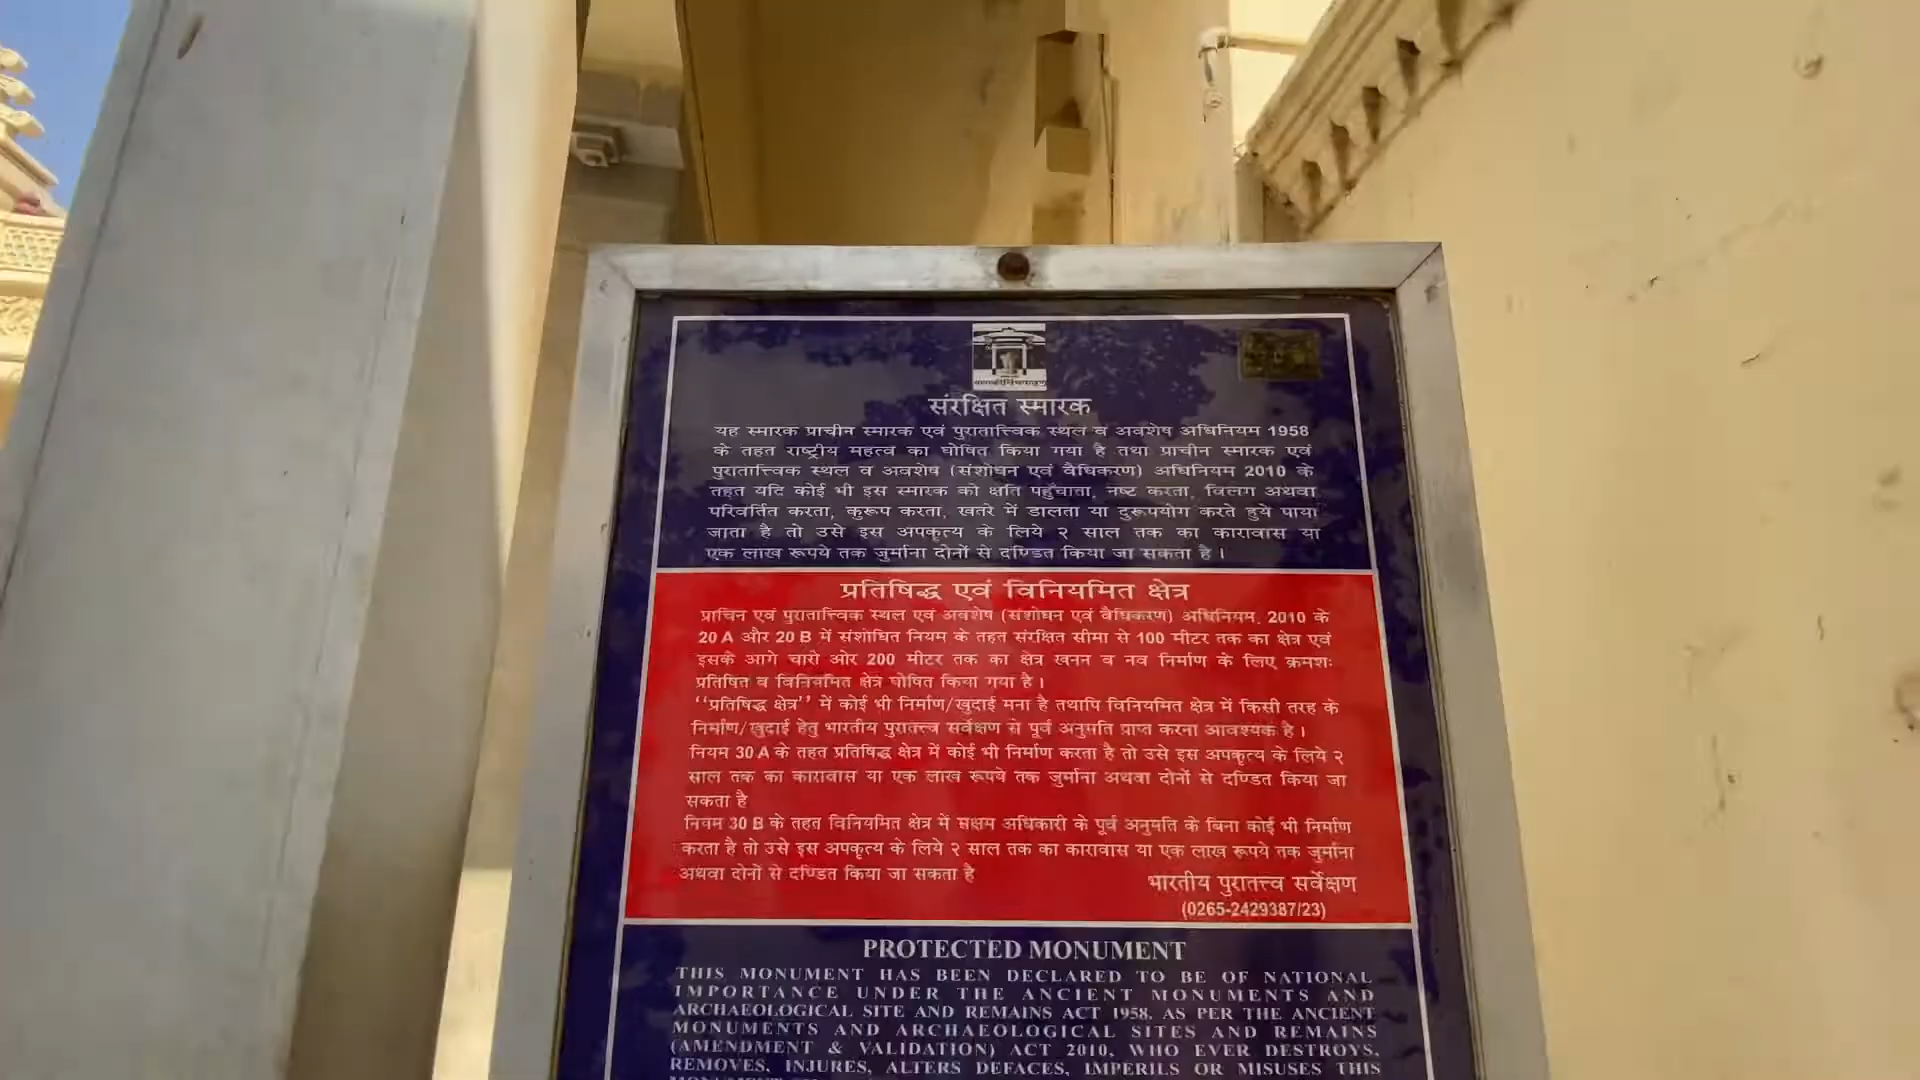 संरक्षित स्मारक
यह स्मारक प्राचीन स्मारक एवं पुरातात्त्विक स्थल व अवशेष अधिनियम 1958
के तहत राष्ट्रीय महत्व का घोषित किया गया है तथा प्राचीन स्मारक एवं
पुरातात्त्विक स्थल व अवशेष (संशोधन एवं वैधिकरण) अधिनियम 2010 के
तहत यदि कोई भी इस स्मारक को क्षति पहुँचाता, नष्ट करता, विलग अथवा
परिवर्तित करता, कुरूप करता, खतरे में डालता या दुरूपयोग करते हुये पाया
जाता है तो उसे इस अपकृत्य के लिये २ साल तक का कारावास या
एक लाख रूपये तक जुर्माना दोनों से दण्डित किया जा सकता है ।
प्रतिषिद्ध एवं विनियमित क्षेत्र
प्राचिन एवं पुरातात्त्विक स्थल एवं अवशेष (संशोधन एवं वैधिकरण) अधिनियम, 2010 के
20 A और 20 B में संशोधित नियम के तहत संरक्षित सीमा से 100 मीटर तक का क्षेत्र एवं
इसके आगे चारो ओर 200 मीटर तक का क्षेत्र खनन व नव निर्माण के लिए क्रमशः
प्रतिषित व विनियमित क्षेत्र घोषित किया गया है ।
''प्रतिषिद्ध क्षेत्र'' में कोई भी निर्माण/खुदाई मना है तथापि विनियमित क्षेत्र में किसी तरह के
निर्माण/खुदाई हेतु भारतीय पुरातत्त्व सर्वेक्षण से पूर्व अनुमति प्राप्त करना आवश्यक है ।
नियम 30 A के तहत प्रतिषिद्ध क्षेत्र में कोई भी निर्माण करता है तो उसे इस अपकृत्य के लिये २
साल तक का कारावास या एक लाख रूपये तक जुर्माना अथवा दोनों से दण्डित किया जा
सकता है
नियम 30 B के तहत विनियमित क्षेत्र में सक्षम अधिकारी के पूर्व अनुमति के बिना कोई भी निर्माण
करता है तो उसे इस अपकृत्य के लिये २ साल तक का कारावास या एक लाख रूपये तक जुर्माना
अथवा दोनों से दण्डित किया जा सकता है
भारतीय पुरातत्त्व सर्वेक्षण
(0265-2429387/23)
PROTECTED MONUMENT
THIS MONUMENT HAS BEEN DECLARED TO BE OF NATIONAL
IMPORTANCE UNDER THE ANCIENT MONUMENTS AND
ARCHAEOLOGICAL SITE AND REMAINS ACT 1958. AS PER THE ANCIENT
MONUMENTS AND ARCHAEOLOGICAL SITES AND REMAINS
(AMENDMENT & VALIDATION) ACT 2010, WHO EVER DESTROYS,
REMOVES, INJURES, ALTERS DEFACES, IMPERILS OR MISUSES THIS